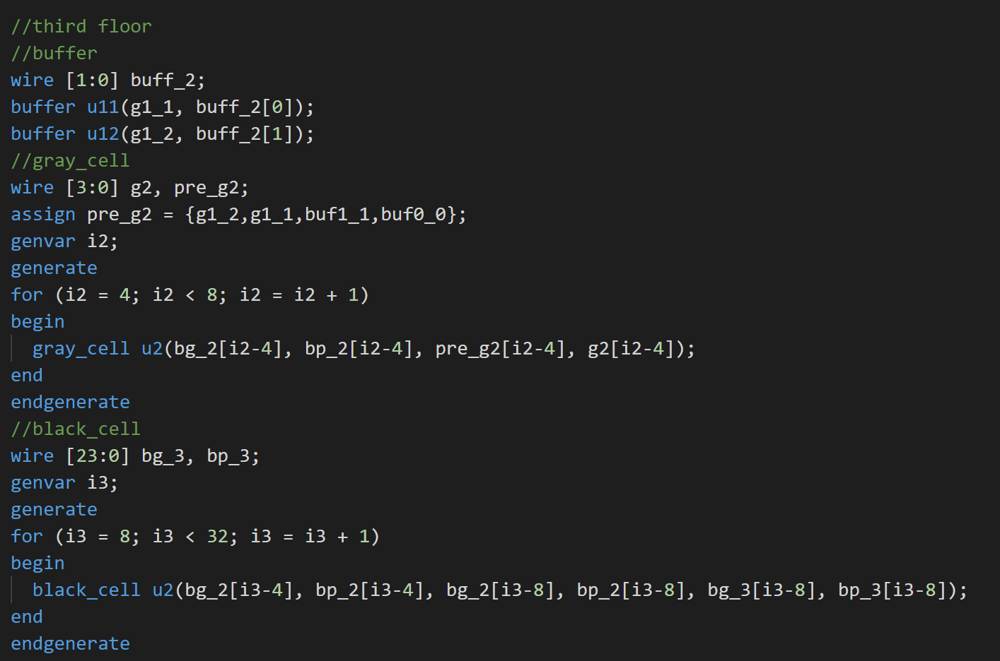 //third floor
//buffer
wire [1:0] buff_2;
buffer u11(g1_1, buff_2[0]);
buffer u12(g1_2, buff_2[1]);
//gray_cell
wire [3:0] g2, pre_g2;
assign pre_g2 = {g1_2,g1_1,buf1_1,buf0_0};
genvar i2;
generate
for (i2 = 4; i2 < 8; i2 = i2 + 1)
begin
  gray_cell u2(bg_2[i2-4], bp_2[i2-4], pre_g2[i2-4], g2[i2-4]);
end
endgenerate
//black_cell
wire [23:0] bg_3, bp_3;
genvar i3;
generate
for (i3 = 8; i3 < 32; i3 = i3 + 1)
begin
  black_cell u2(bg_2[i3-4], bp_2[i3-4], bg_2[i3-8], bp_2[i3-8], bg_3[i3-8], bp_3[i3-8]);
end
endgenerate